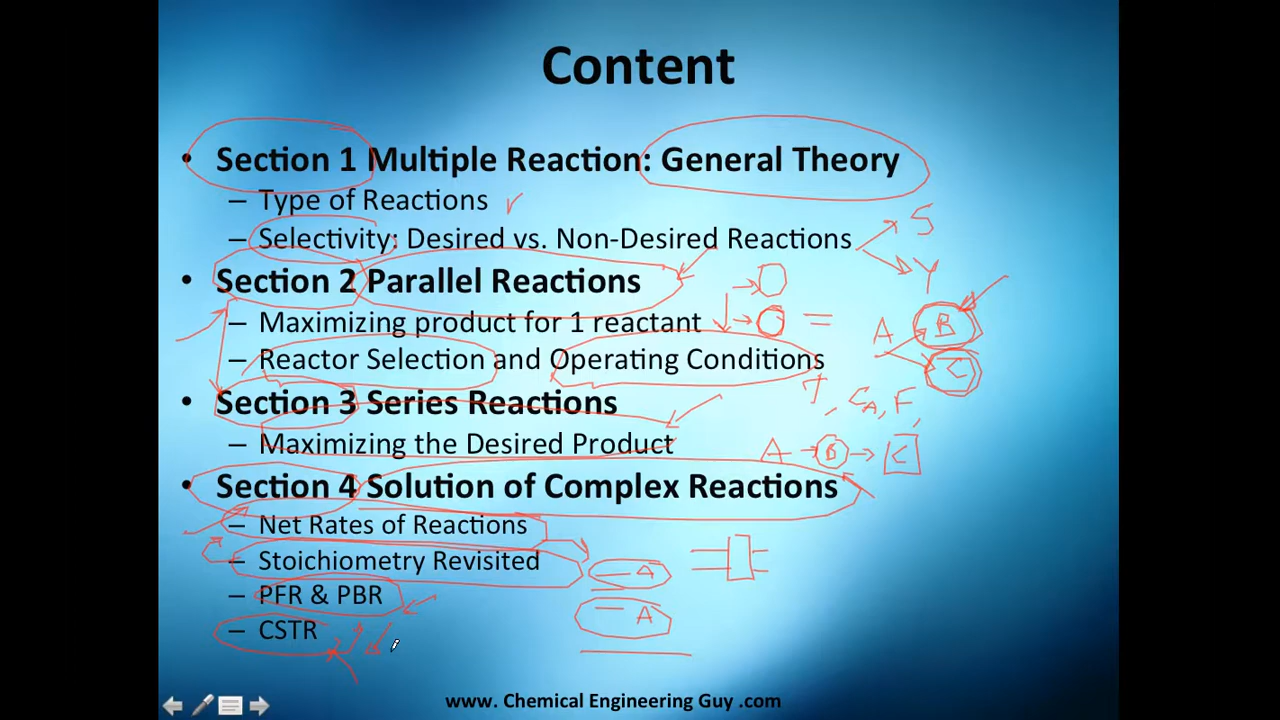 Content
• Section 1 Multiple Reaction: General Theory
– Type of Reactions
– Selectivity: Desired vs. Non-Desired Reactions
S
Y
• Section 2 Parallel Reactions
– Maximizing product for 1 reactant
= A B
C
– Reactor Selection and Operating Conditions
T, CA, F,
• Section 3 Series Reactions
– Maximizing the Desired Product
A → B → C
• Section 4 Solution of Complex Reactions
– Net Rates of Reactions
– Stoichiometry Revisited
— A
– PFR & PBR
— A
– CSTR
www. Chemical Engineering Guy .com